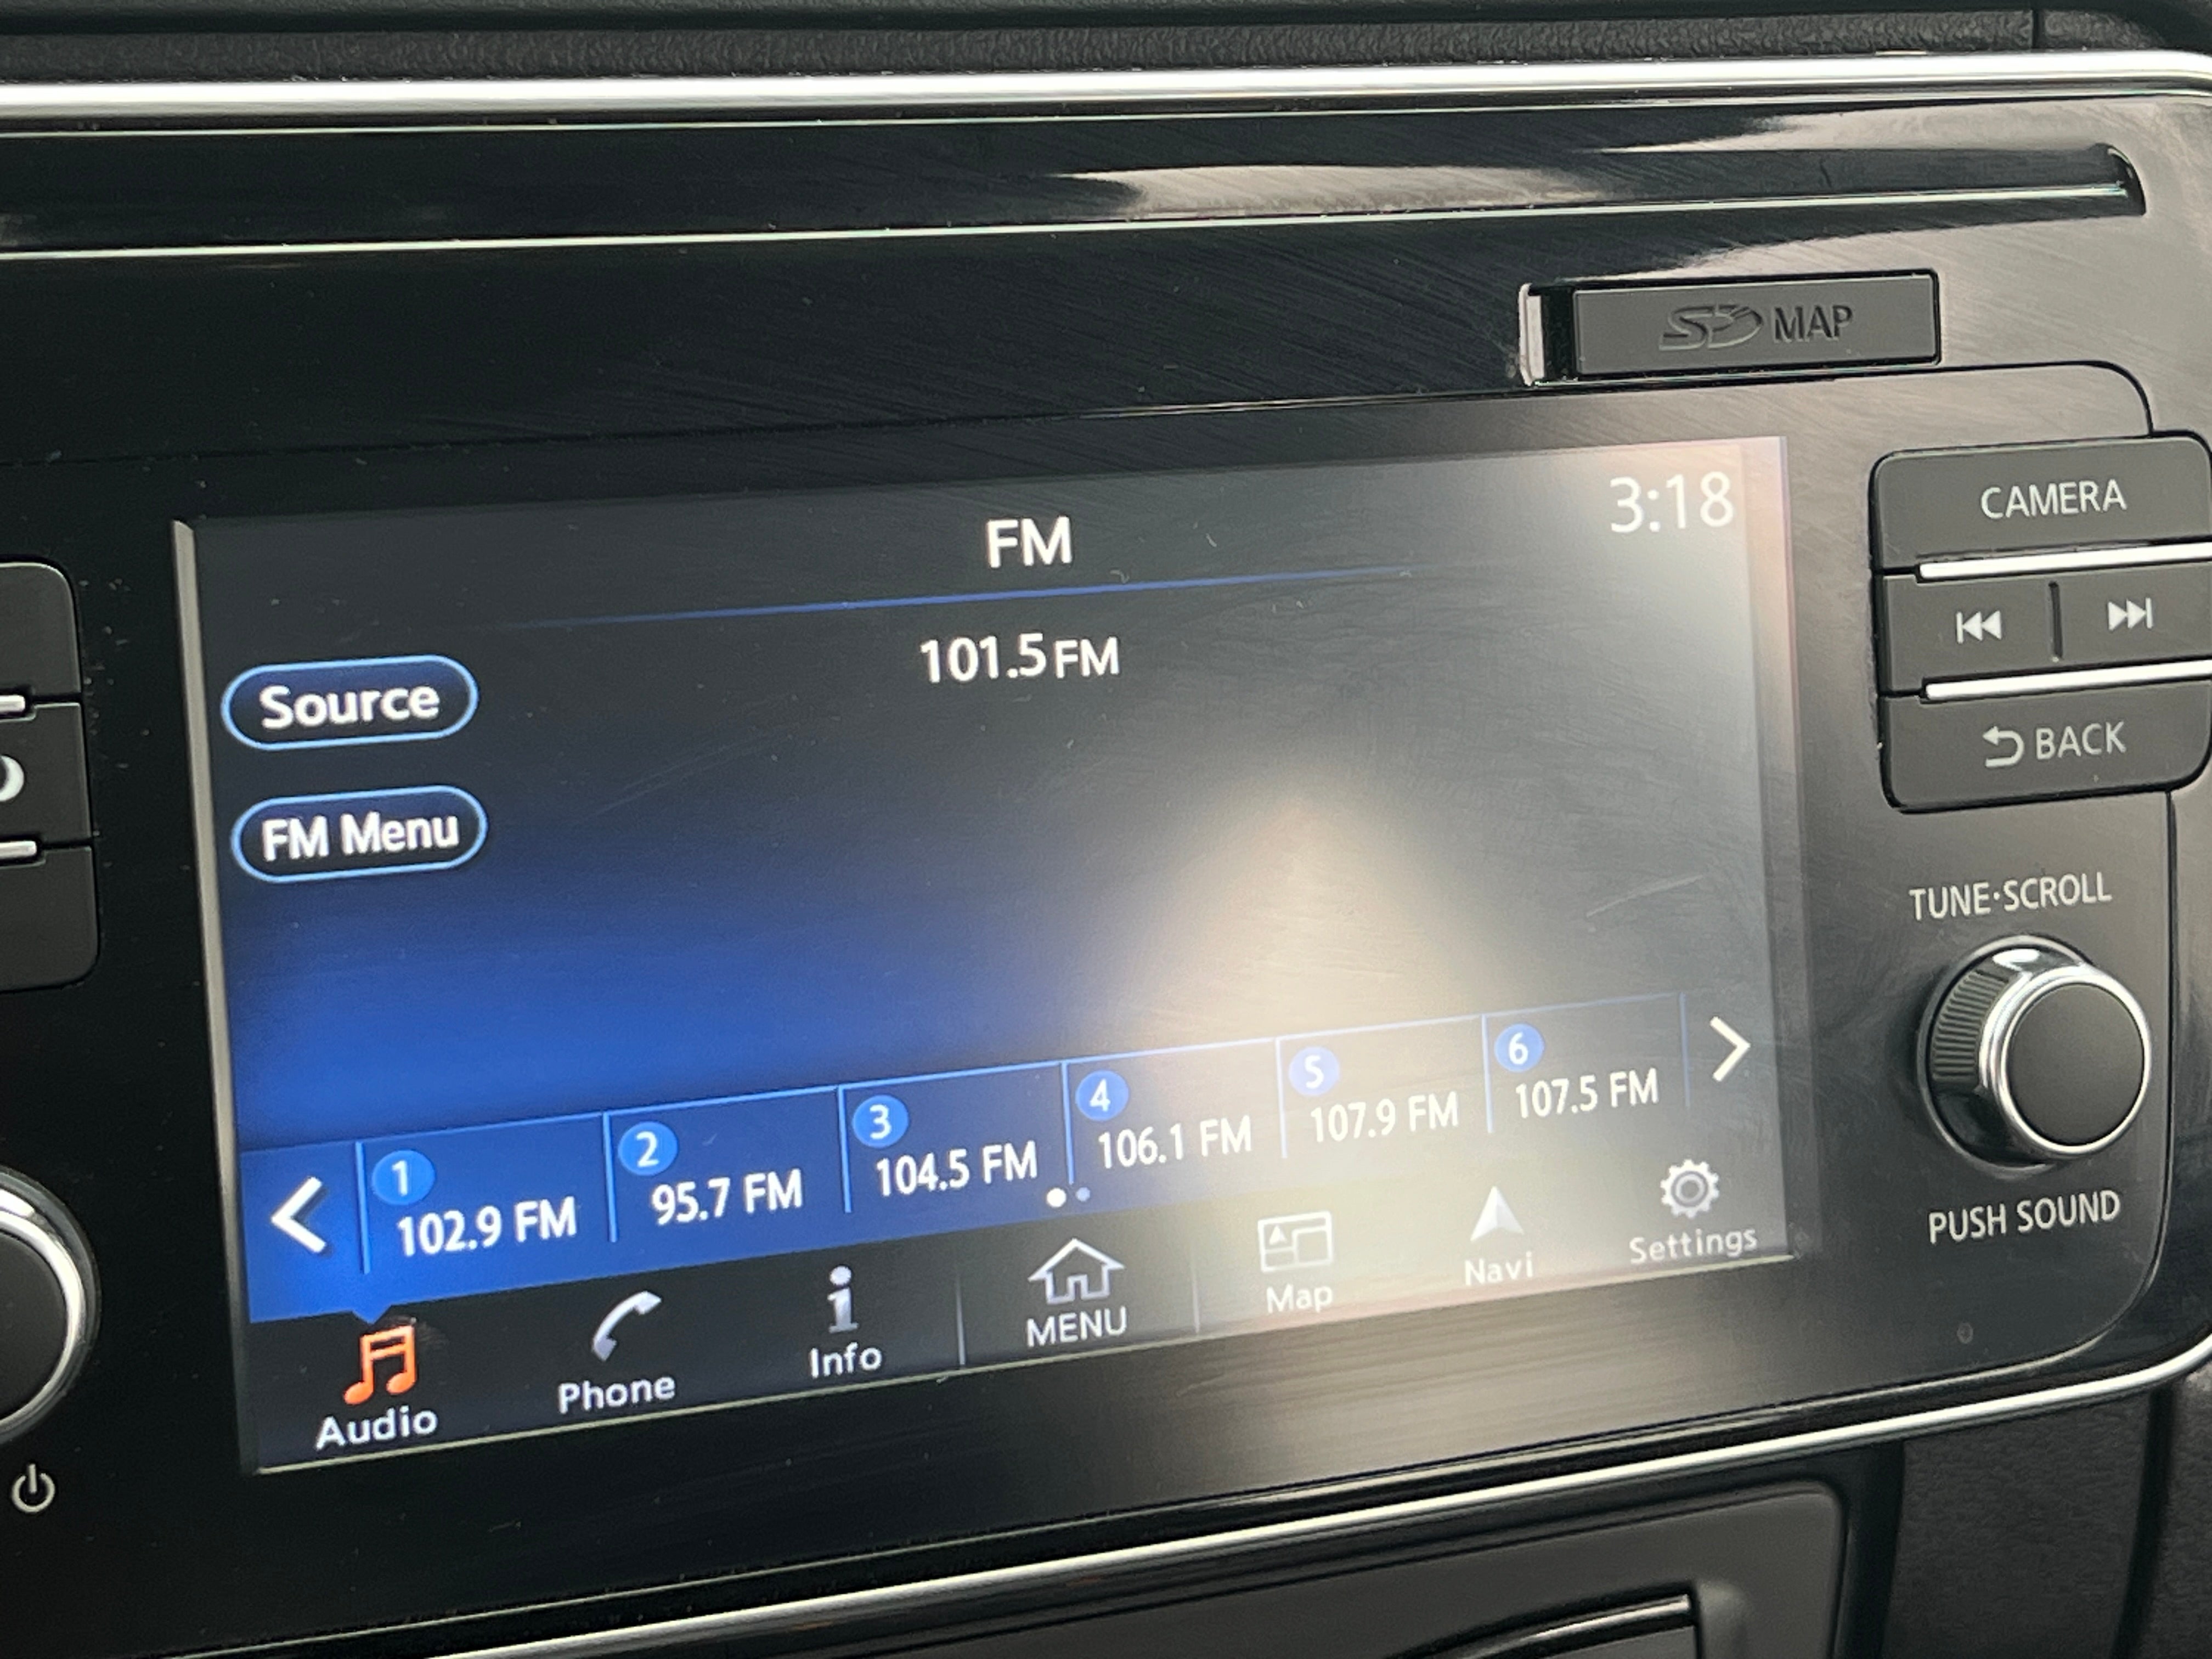 SD MAP
FM
3:18
101.5 FM
Source
FM Menu
1
102.9 FM
2
95.7 FM
3
104.5 FM
4
106.1 FM
5
107.9 FM
6
107.5 FM
Audio
Phone
Info
MENU
Map
Navi
Settings
CAMERA
BACK
TUNE·SCROLL
PUSH SOUND